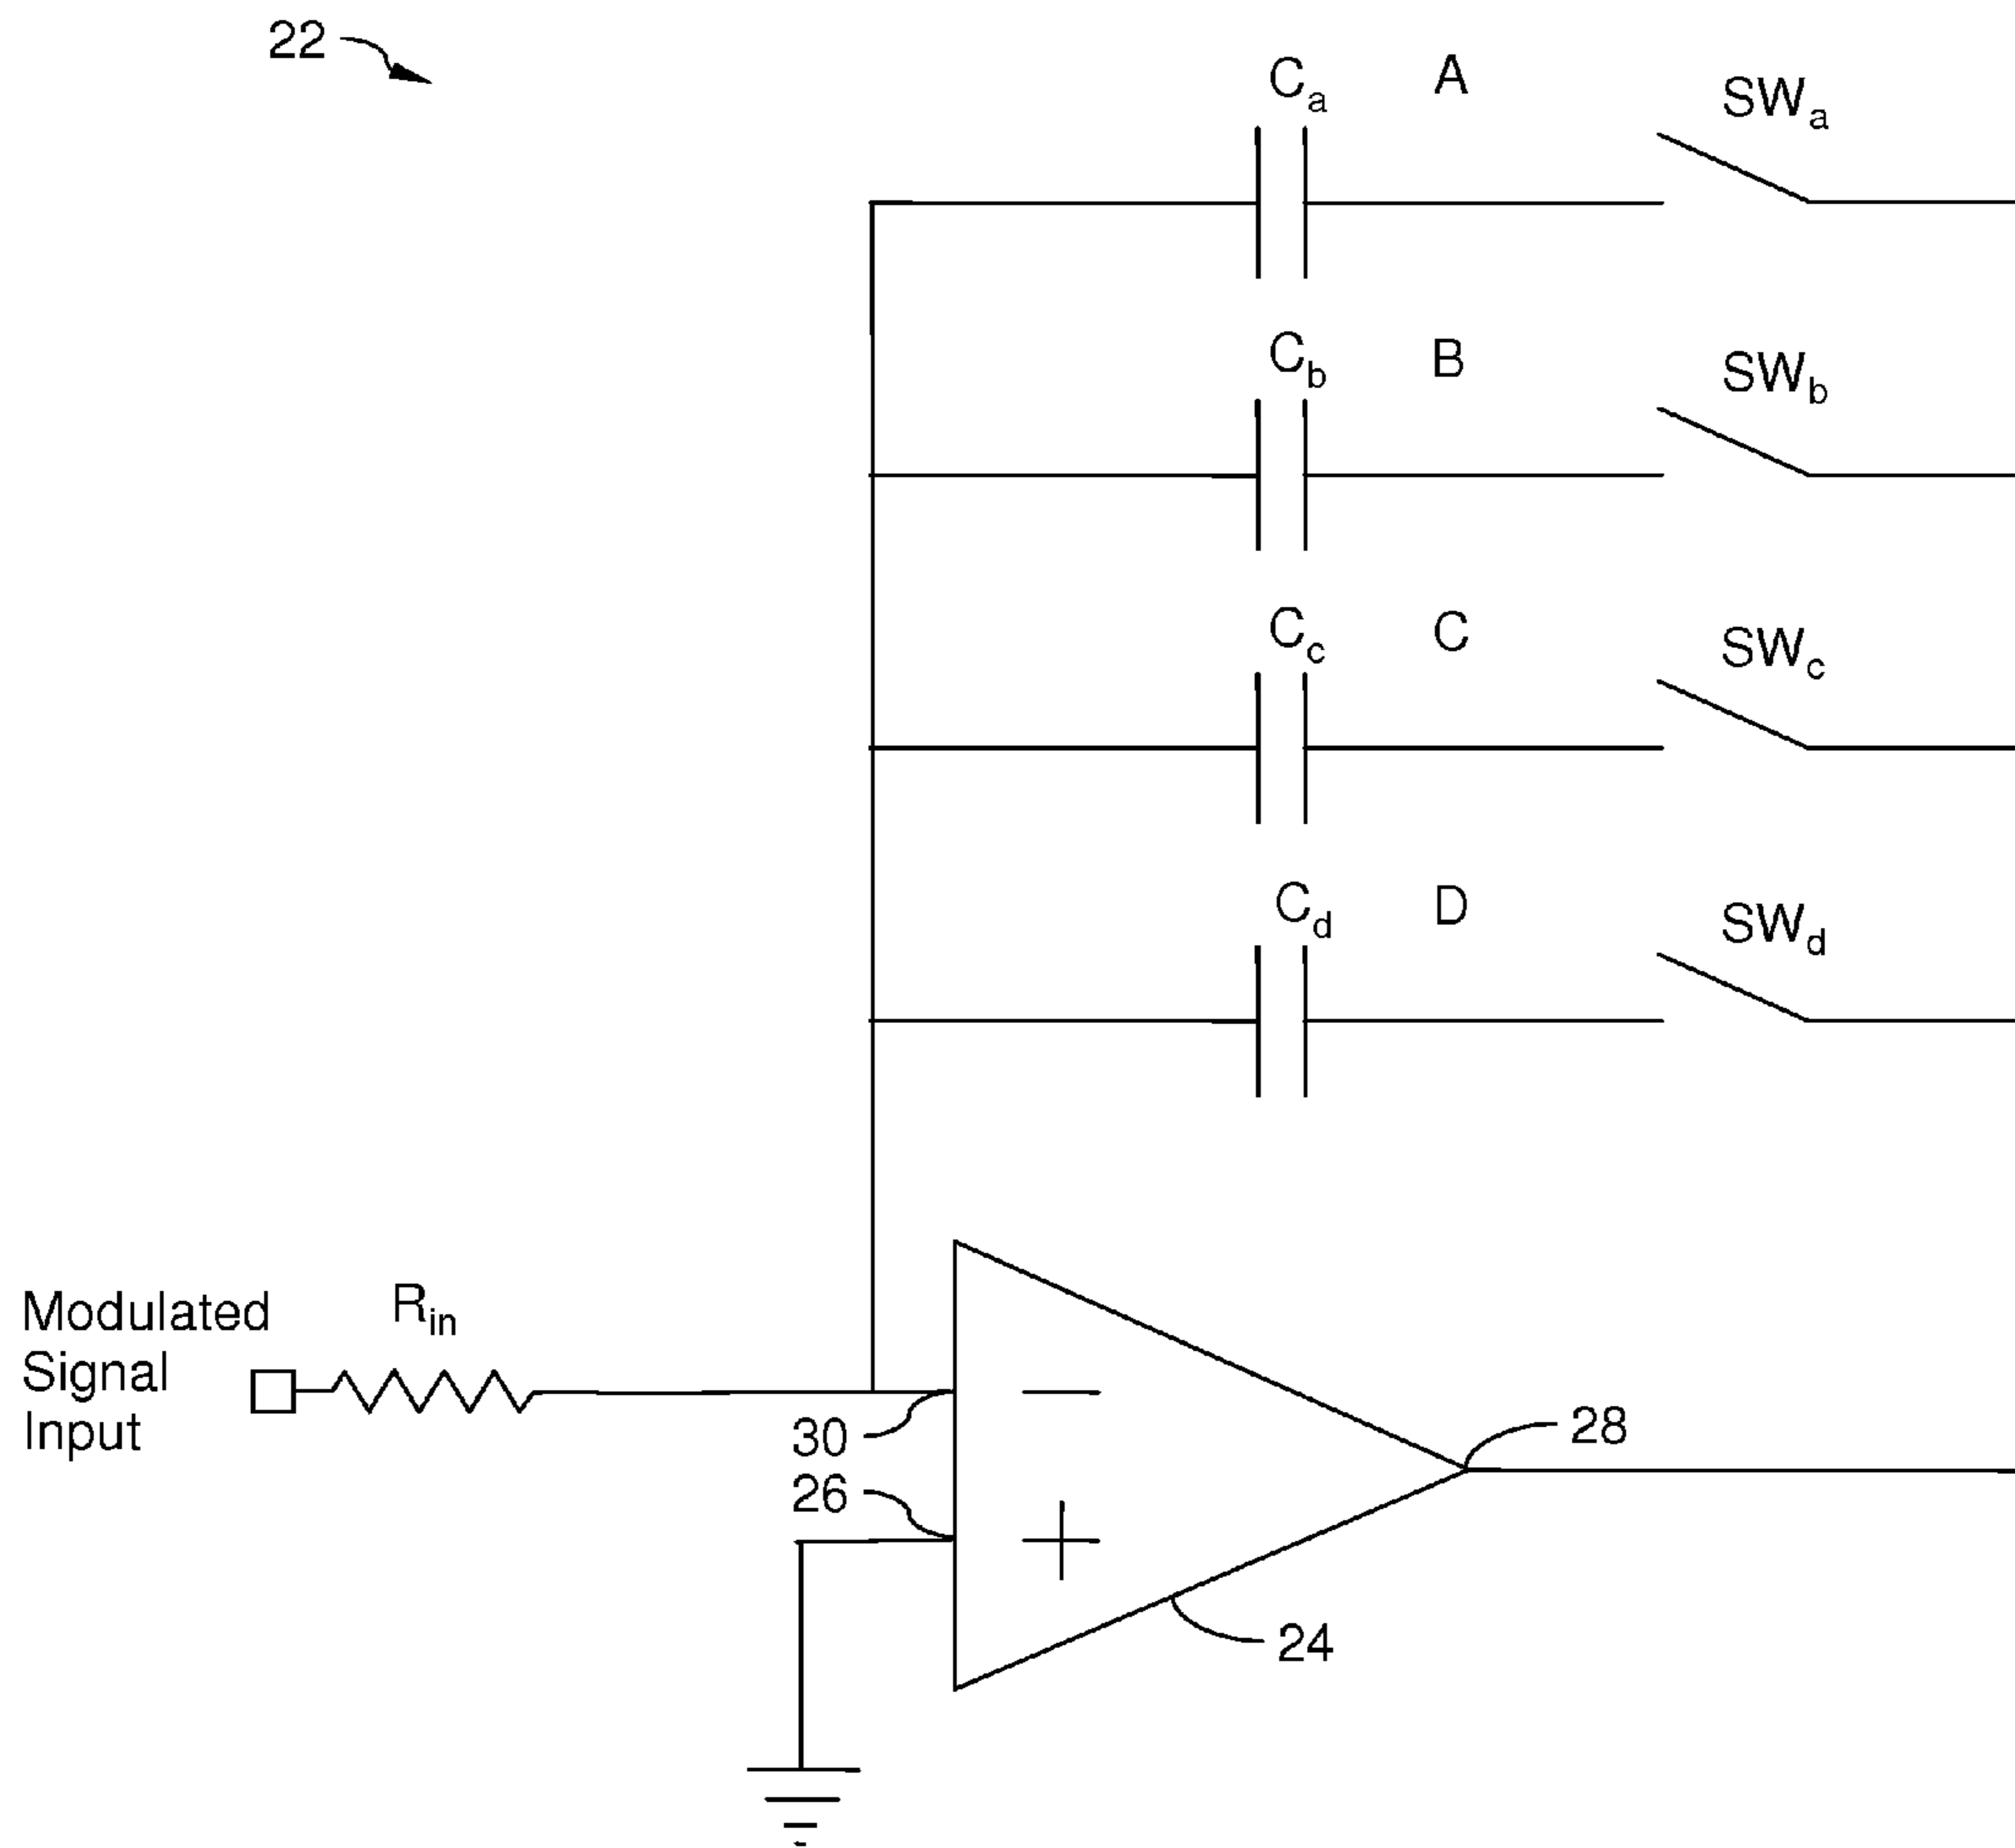 22
Ca A SWa
Cb B SWb
Cc C SWc
Cd D SWd
Modulated
Signal
Input
Rin
30
26
28
24